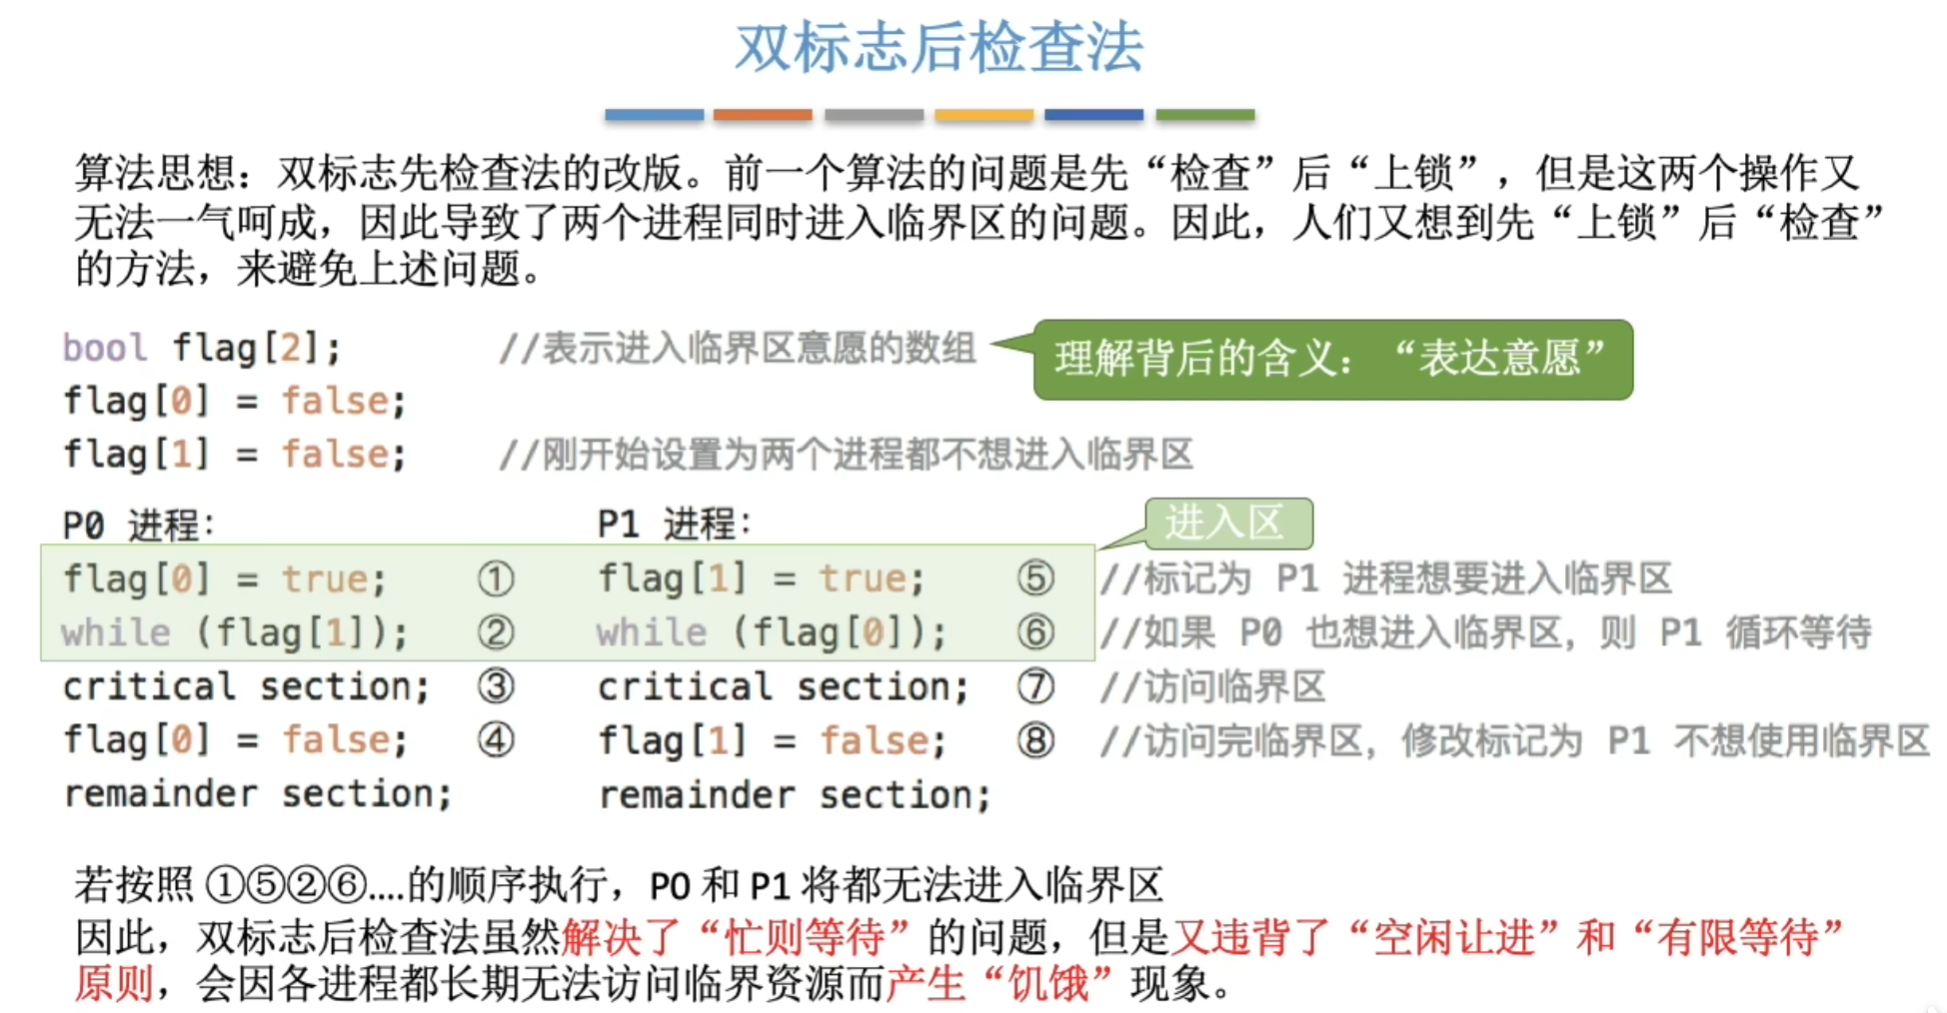 双标志后检查法
算法思想：双标志先检查法的改版。前一个算法的问题是先“检查”后“上锁”，但是这两个操作又
无法一气呵成，因此导致了两个进程同时进入临界区的问题。因此，人们又想到先“上锁”后“检查”
的方法，来避免上述问题。
bool flag[2]; //表示进入临界区意愿的数组
理解背后的含义：“表达意愿”
flag[0] = false;
flag[1] = false; //刚开始设置为两个进程都不想进入临界区
P0 进程： P1 进程：
进入区
flag[0] = true; ① flag[1] = true; ⑤ //标记为 P1 进程想要进入临界区
while (flag[1]); ② while (flag[0]); ⑥ //如果 P0 也想进入临界区，则 P1 循环等待
critical section; ③ critical section; ⑦ //访问临界区
flag[0] = false; ④ flag[1] = false; ⑧ //访问完临界区，修改标记为 P1 不想使用临界区
remainder section; remainder section;
若按照 ①⑤②⑥....的顺序执行，P0 和 P1 将都无法进入临界区
因此，双标志后检查法虽然解决了“忙则等待”的问题，但是又违背了“空闲让进”和“有限等待”
原则，会因各进程都长期无法访问临界资源而产生“饥饿”现象。